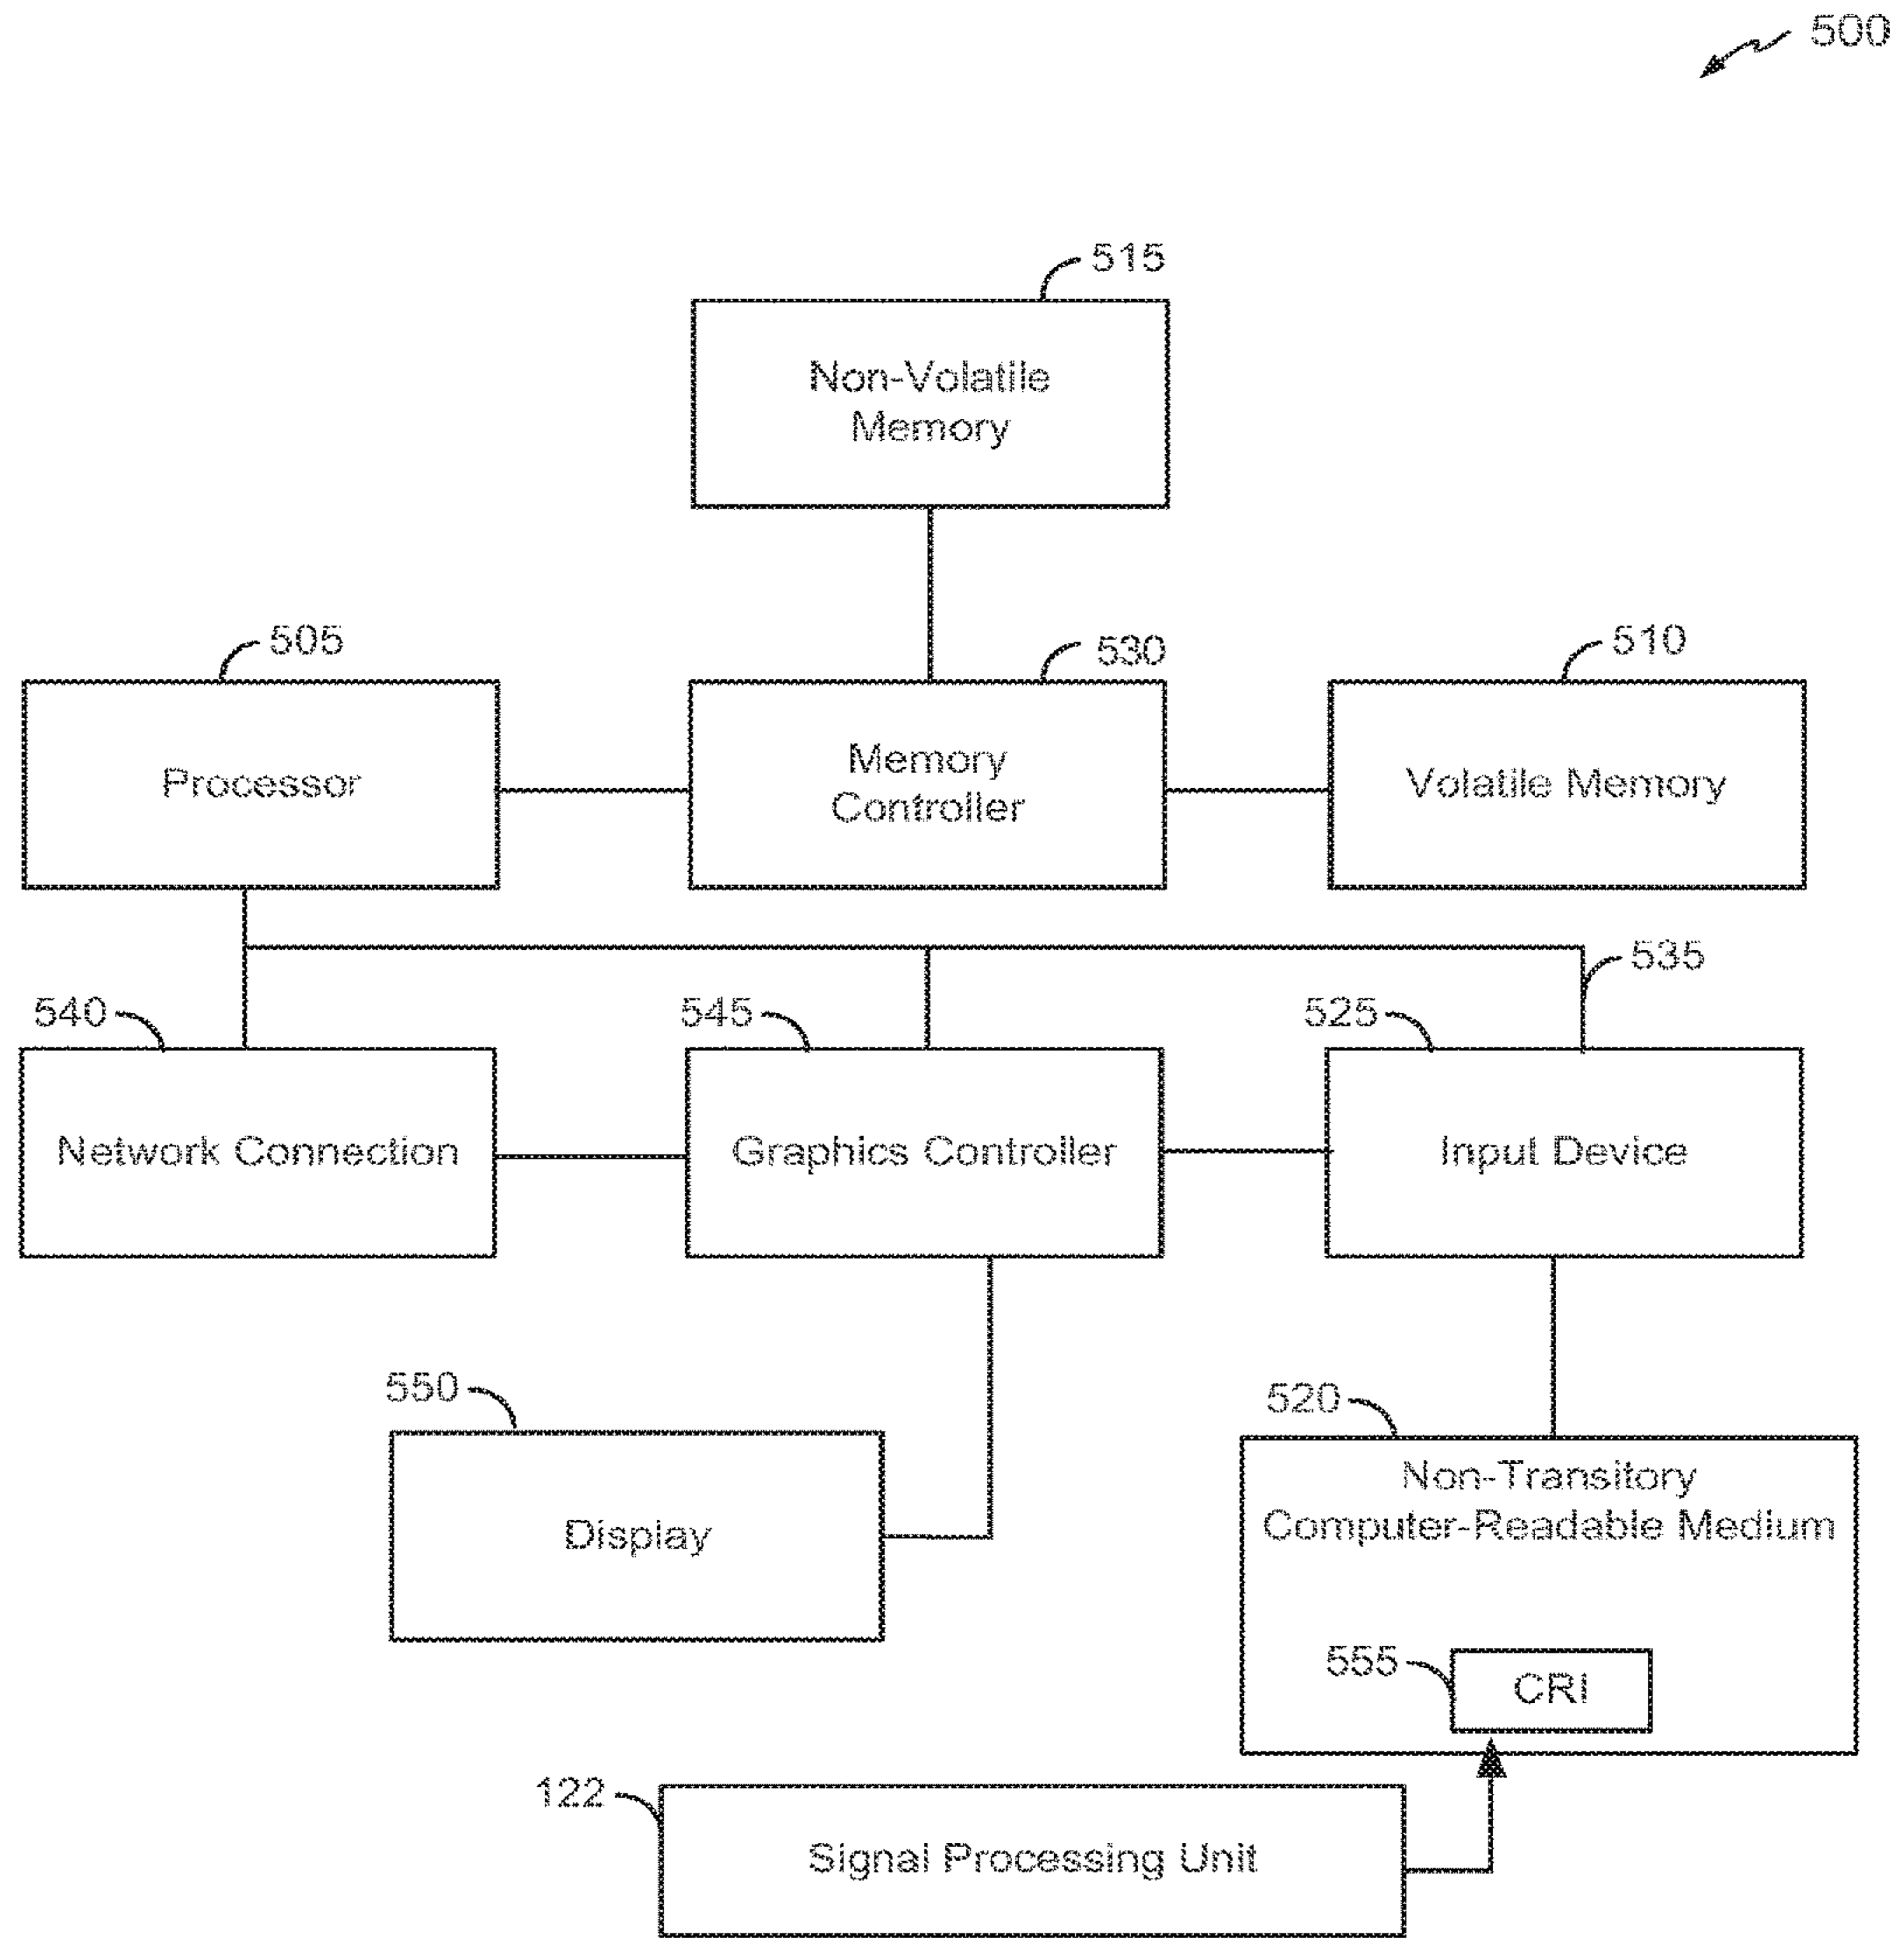 500
515
Non-Volatile
Memory
505
530
510
Processor
Memory
Controller
Volatile Memory
535
540
545
525
Network Connection
Graphics Controller
Input Device
550
520
Display
Non-Transitory
Computer-Readable Medium
555
CRI
122
Signal Processing Unit